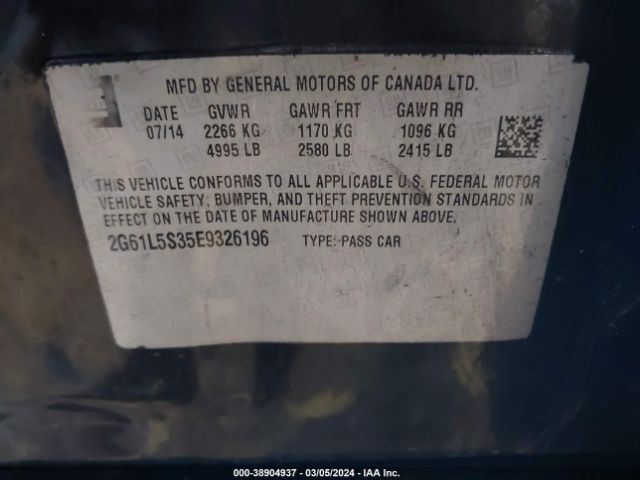 MFD BY GENERAL MOTORS OF CANADA LTD.
DATE GVWR GAWR FRT GAWR RR
07/14 2266 KG 1170 KG 1096 KG
4995 LB 2580 LB 2415 LB
THIS VEHICLE CONFORMS TO ALL APPLICABLE U.S. FEDERAL MOTOR
VEHICLE SAFETY, BUMPER, AND THEFT PREVENTION STANDARDS IN
EFFECT ON THE DATE OF MANUFACTURE SHOWN ABOVE.
2G61L5S35E9326196 TYPE: PASS CAR
000-38904937 - 03/05/2024 - IAA Inc.